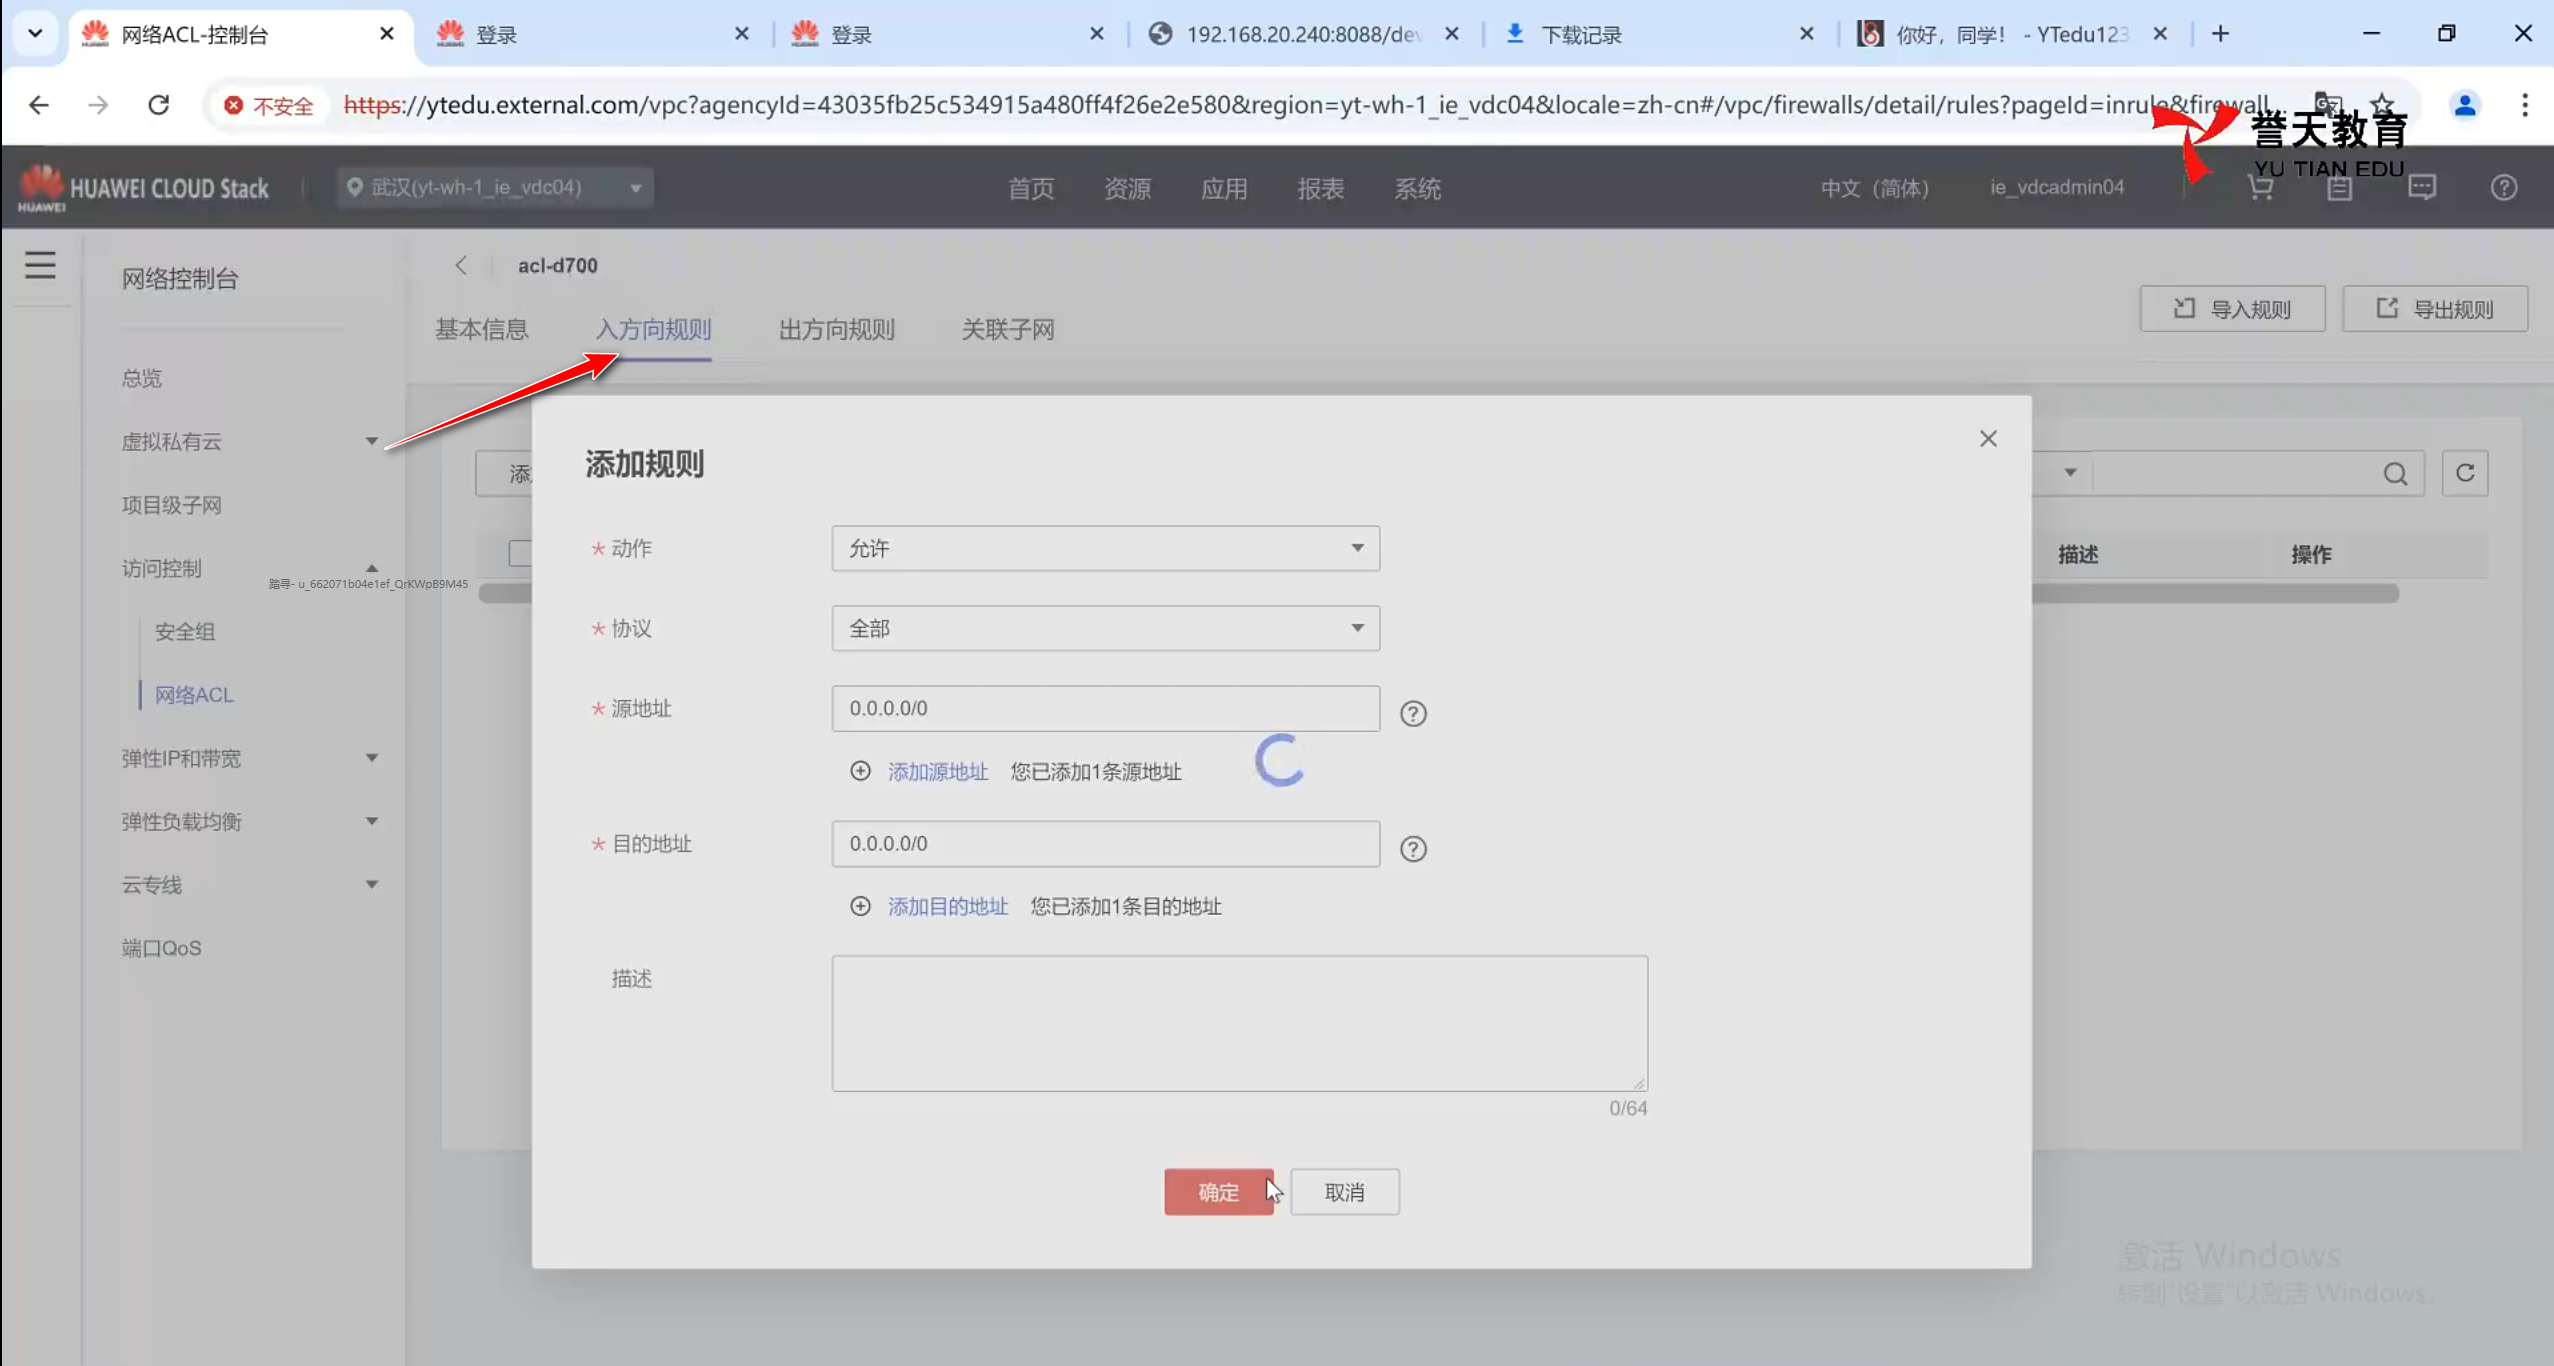 网络ACL-控制台
登录
登录
192.168.20.240:8088/dev
下载记录
你好，同学！ - YTedu123
不安全
https://ytedu.external.com/vpc?agencyId=43035fb25c534915a480ff4f26e2e580&region=yt-wh-1_ie_vdc04&locale=zh-cn#/vpc/firewalls/detail/rules?pageId=inrule&firewall...
誉天教育
YU TIAN EDU
HUAWEI
HUAWEI CLOUD Stack
武汉(yt-wh-1_ie_vdc04)
首页
资源
应用
报表
系统
中文（简体）
ie_vdcadmin04
网络控制台
总览
虚拟私有云
项目级子网
访问控制
安全组
网络ACL
弹性IP和带宽
弹性负载均衡
云专线
端口QoS
踏寻- u_662071b04e1ef_QrKWpB9M45
acl-d700
基本信息
入方向规则
出方向规则
关联子网
导入规则
导出规则
添
描述
操作
添加规则
* 动作
允许
* 协议
全部
* 源地址
0.0.0.0/0
添加源地址 您已添加1条源地址
* 目的地址
0.0.0.0/0
添加目的地址 您已添加1条目的地址
描述
0/64
确定
取消
激活 Windows
转到"设置"以激活 Windows。